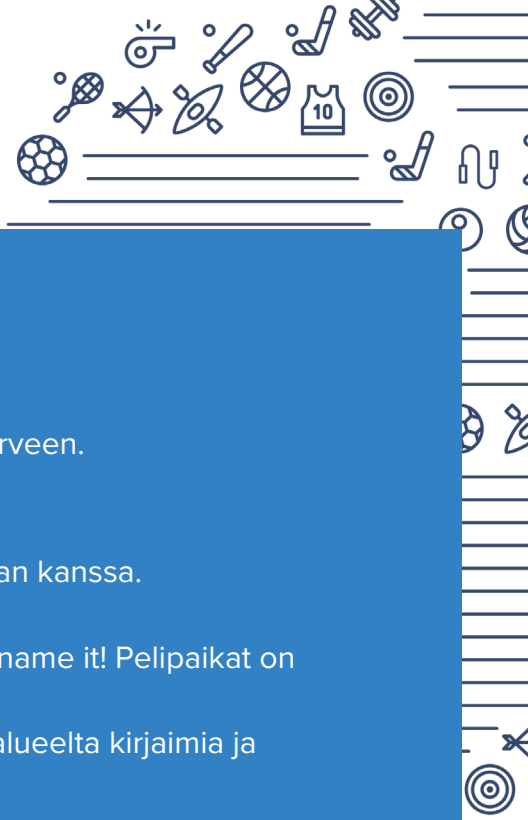 10
rveen.
an kanssa.
name it! Pelipaikat on
alueelta kirjaimia ja